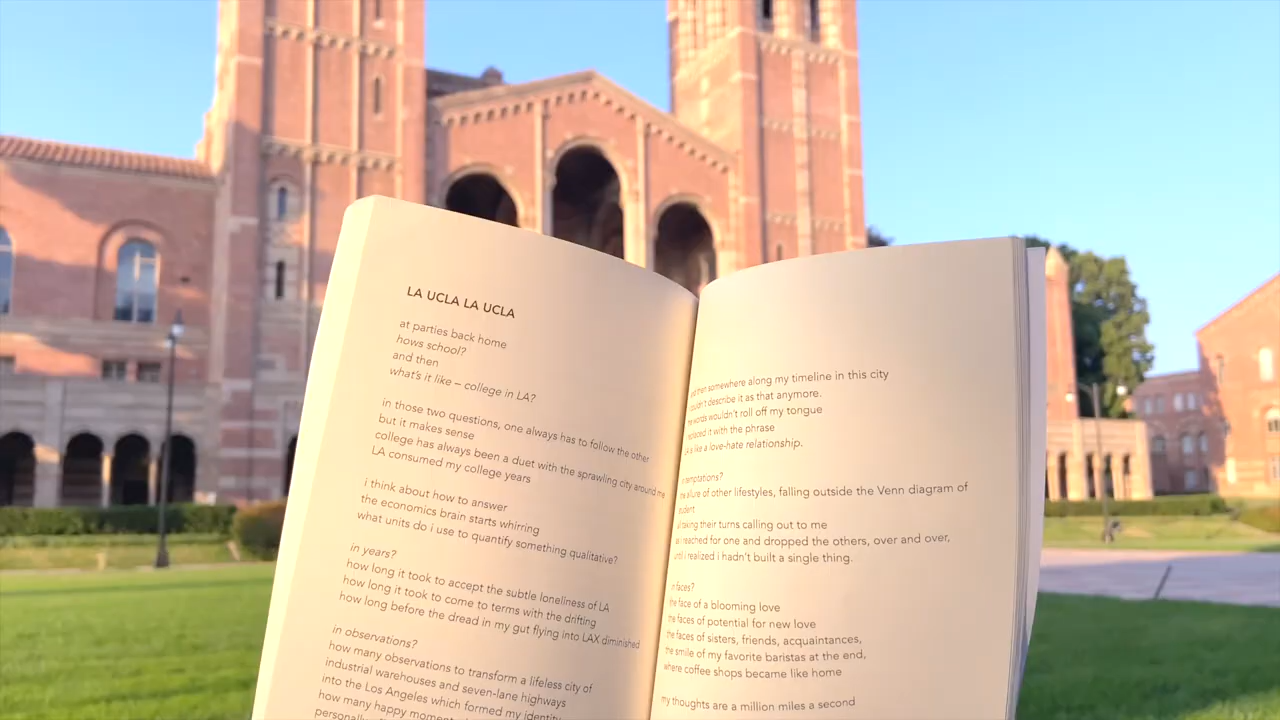 LA UCLA LA UCLA
at parties back home
hows school?
and then
what's it like – college in LA?
in those two questions, one always has to follow the other
but it makes sense
college has always been a duet with the sprawling city around me
LA consumed my college years
i think about how to answer
the economics brain starts whirring
what units do i use to quantify something qualitative?
in years?
how long it took to accept the subtle loneliness of LA
how long it took to come to terms with the drifting
how long before the dread in my gut flying into LAX diminished
in observations?
how many observations to transform a lifeless city of
industrial warehouses and seven-lane highways
into the Los Angeles which formed my identity
how many happy
and then somewhere along my timeline in this city
couldn't describe it as that anymore.
words wouldn't roll off my tongue
replaced it with the phrase
like a love-hate relationship.
in temptations?
the allure of other lifestyles, falling outside the Venn diagram of
student
taking their turns calling out to me
as i reached for one and dropped the others, over and over,
until i realized i hadn't built a single thing.
in faces?
the face of a blooming love
the faces of potential for new love
the faces of sisters, friends, acquaintances,
the smile of my favorite baristas at the end,
where coffee shops became like home
my thoughts are a million miles a second